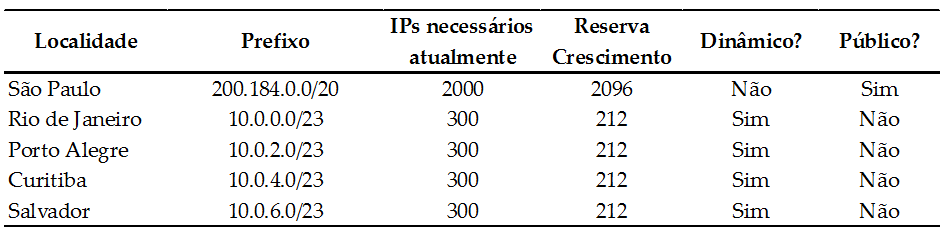 Localidade Prefixo IPs necessários atualmente Reserva Crescimento Dinâmico? Público?
São Paulo 200.184.0.0/20 2000 2096 Não Sim
Rio de Janeiro 10.0.0.0/23 300 212 Sim Não
Porto Alegre 10.0.2.0/23 300 212 Sim Não
Curitiba 10.0.4.0/23 300 212 Sim Não
Salvador 10.0.6.0/23 300 212 Sim Não